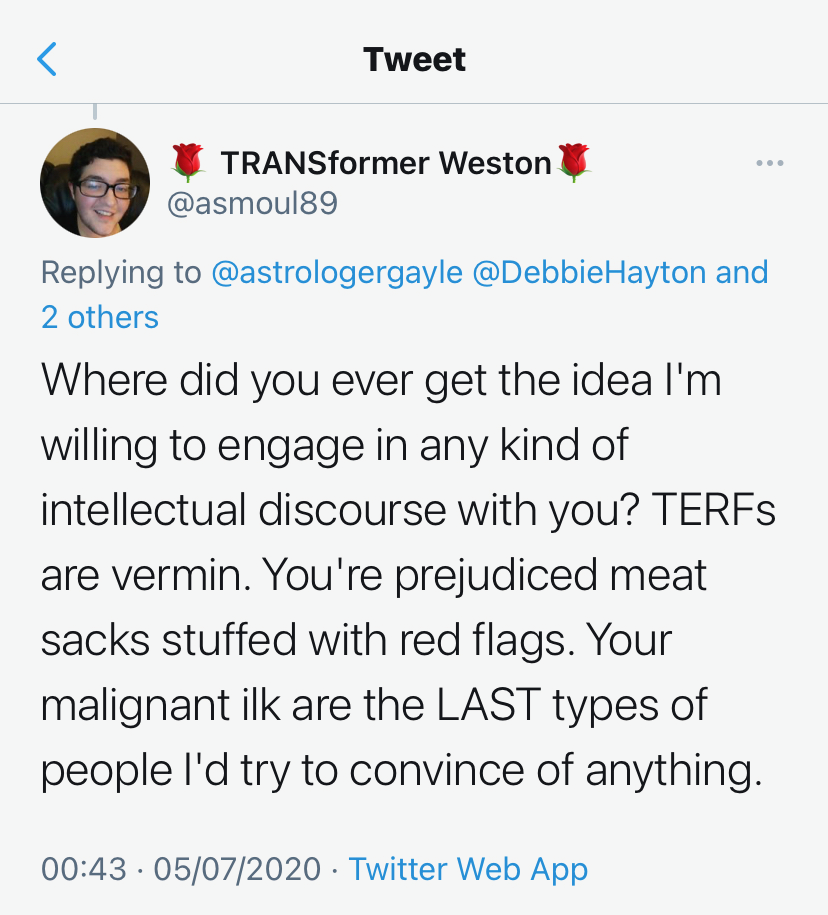 Tweet
🌹 TRANSformer Weston🌹
@asmoul89
Replying to @astrologergayle @DebbieHayton and
2 others
Where did you ever get the idea I'm
willing to engage in any kind of
intellectual discourse with you? TERFs
are vermin. You're prejudiced meat
sacks stuffed with red flags. Your
malignant ilk are the LAST types of
people I'd try to convince of anything.
00:43 · 05/07/2020 · Twitter Web App